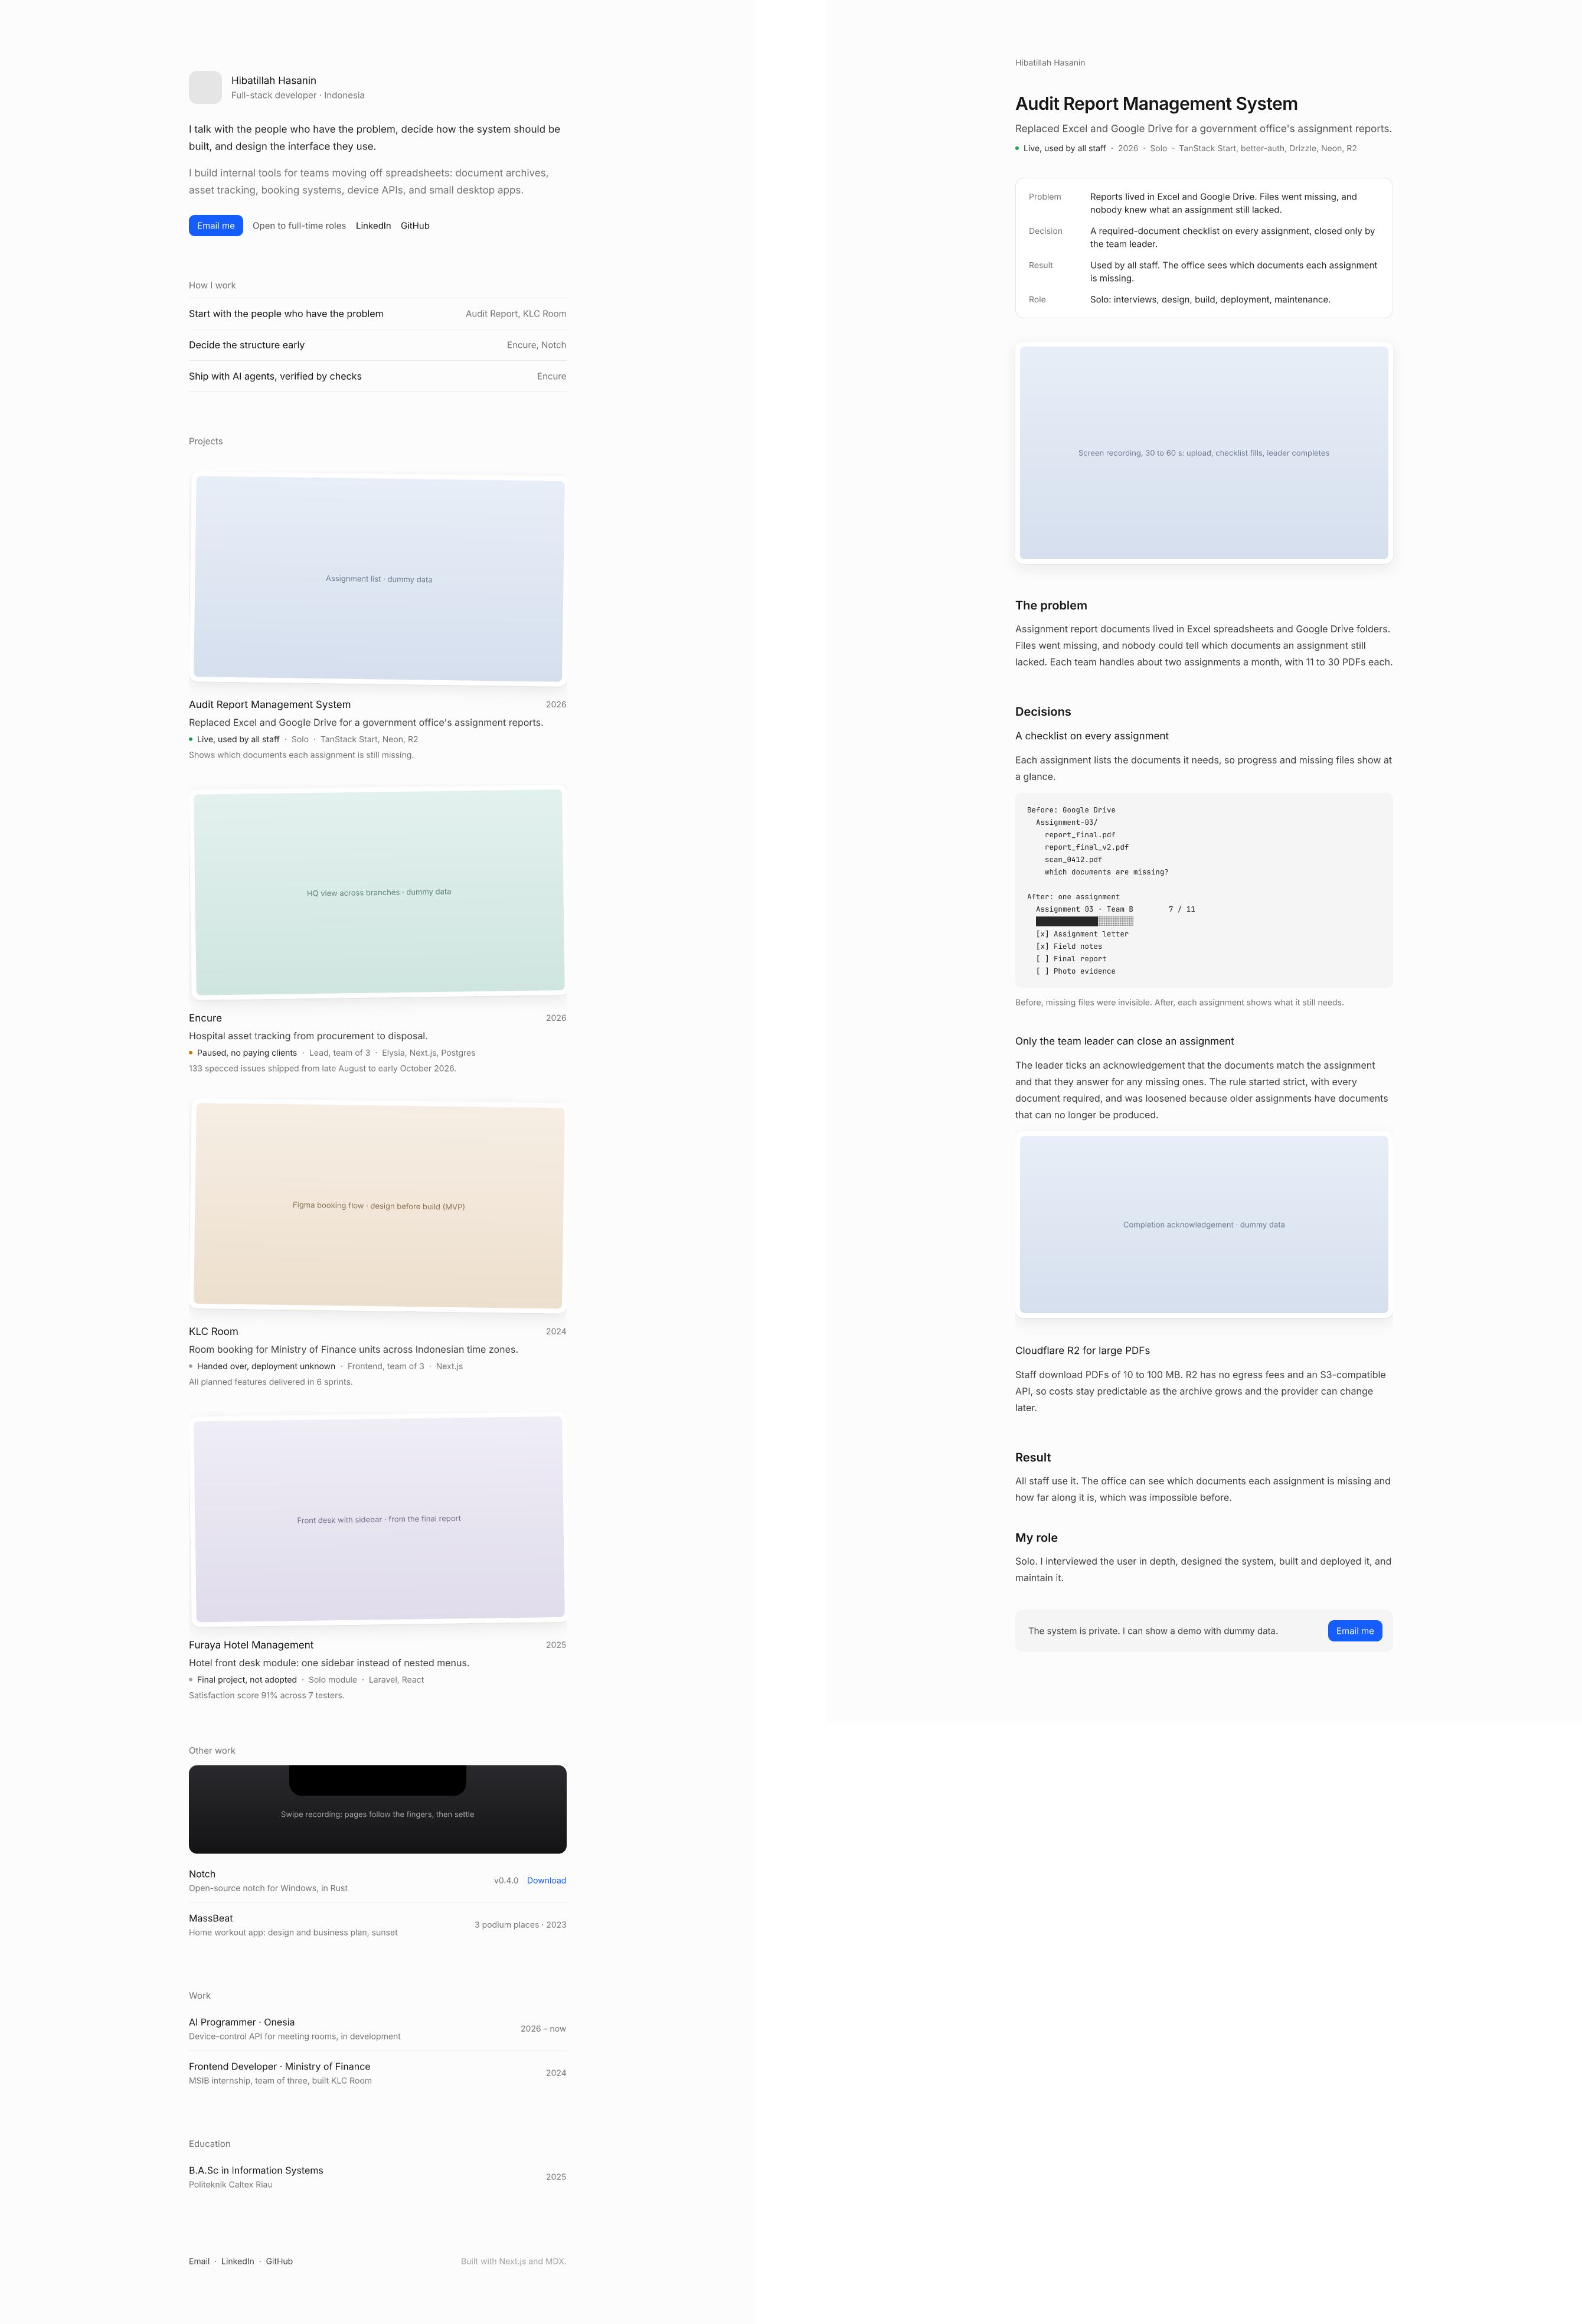 Hibatillah Hasanin
Full-stack developer · Indonesia
I talk with the people who have the problem, decide how the system should be
built, and design the interface they use.
I build internal tools for teams moving off spreadsheets: document archives,
asset tracking, booking systems, device APIs, and small desktop apps.
Email me Open to full-time roles LinkedIn GitHub
How I work
Start with the people who have the problem Audit Report, KLC Room
Decide the structure early Encure, Notch
Ship with AI agents, verified by checks Encure
Projects
Assignment list · dummy data
Audit Report Management System 2026
Replaced Excel and Google Drive for a government office's assignment reports.
Live, used by all staff · Solo · TanStack Start, Neon, R2
Shows which documents each assignment is still missing.
HQ view across branches · dummy data
Encure 2026
Hospital asset tracking from procurement to disposal.
Paused, no paying clients · Lead, team of 3 · Elysia, Next.js, Postgres
133 specced issues shipped from late August to early October 2026.
Figma booking flow · design before build (MVP)
KLC Room 2024
Room booking for Ministry of Finance units across Indonesian time zones.
Handed over, deployment unknown · Frontend, team of 3 · Next.js
All planned features delivered in 6 sprints.
Front desk with sidebar · from the final report
Furaya Hotel Management 2025
Hotel front desk module: one sidebar instead of nested menus.
Final project, not adopted · Solo module · Laravel, React
Satisfaction score 91% across 7 testers.
Other work
Swipe recording: pages follow the fingers, then settle
Notch
Open-source notch for Windows, in Rust
v0.4.0 Download
MassBeat
Home workout app: design and business plan, sunset
3 podium places · 2023
Work
AI Programmer · Onesia
Device-control API for meeting rooms, in development
2026 – now
Frontend Developer · Ministry of Finance
MSIB internship, team of three, built KLC Room
2024
Education
B.A.Sc in Information Systems
Politeknik Caltex Riau
2025
Email · LinkedIn · GitHub Built with Next.js and MDX.
Hibatillah Hasanin
Audit Report Management System
Replaced Excel and Google Drive for a government office's assignment reports.
Live, used by all staff · 2026 · Solo · TanStack Start, better-auth, Drizzle, Neon, R2
Problem Reports lived in Excel and Google Drive. Files went missing, and
nobody knew what an assignment still lacked.
Decision A required-document checklist on every assignment, closed only by
the team leader.
Result Used by all staff. The office sees which documents each assignment
is missing.
Role Solo: interviews, design, build, deployment, maintenance.
Screen recording, 30 to 60 s: upload, checklist fills, leader completes
The problem
Assignment report documents lived in Excel spreadsheets and Google Drive folders.
Files went missing, and nobody could tell which documents an assignment still
lacked. Each team handles about two assignments a month, with 11 to 30 PDFs each.
Decisions
A checklist on every assignment
Each assignment lists the documents it needs, so progress and missing files show at
a glance.
Before: Google Drive
Assignment-03/
report_final.pdf
report_final_v2.pdf
scan_0412.pdf
which documents are missing?
After: one assignment
Assignment 03 · Team B 7 / 11
[x] Assignment letter
[x] Field notes
[ ] Final report
[ ] Photo evidence
Before, missing files were invisible. After, each assignment shows what it still needs.
Only the team leader can close an assignment
The leader ticks an acknowledgement that the documents match the assignment
and that they answer for any missing ones. The rule started strict, with every
document required, and was loosened because older assignments have documents
that can no longer be produced.
Completion acknowledgement · dummy data
Cloudflare R2 for large PDFs
Staff download PDFs of 10 to 100 MB. R2 has no egress fees and an S3-compatible
API, so costs stay predictable as the archive grows and the provider can change
later.
Result
All staff use it. The office can see which documents each assignment is missing and
how far along it is, which was impossible before.
My role
Solo. I interviewed the user in depth, designed the system, built and deployed it, and
maintain it.
The system is private. I can show a demo with dummy data. Email me